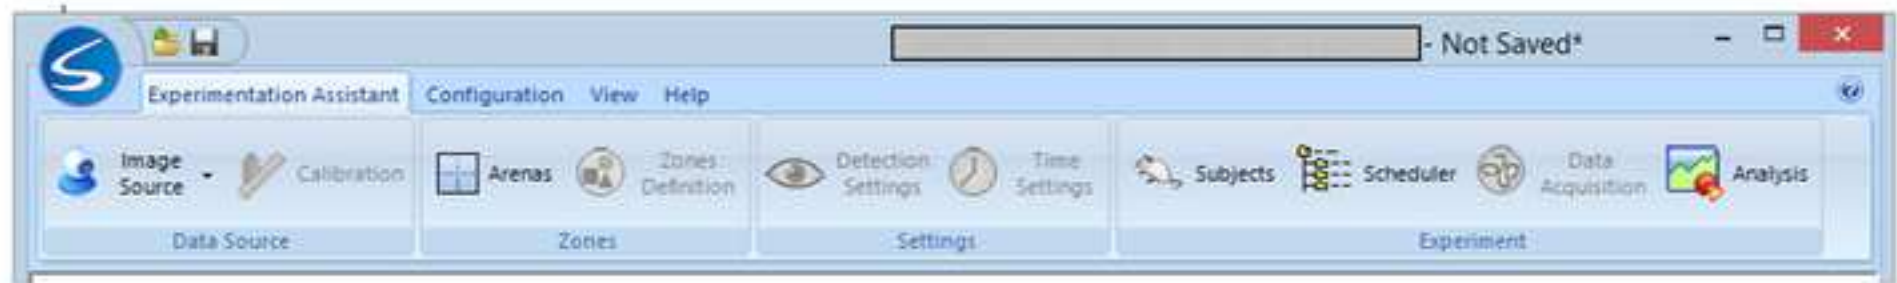 - Not Saved*
Experimentation Assistant Configuration View Help
Image Source Calibration Arenas Zones Definition Detection Settings Time Settings Subjects Scheduler Data Acquisition Analysis
Data Source Zones Settings Experiment